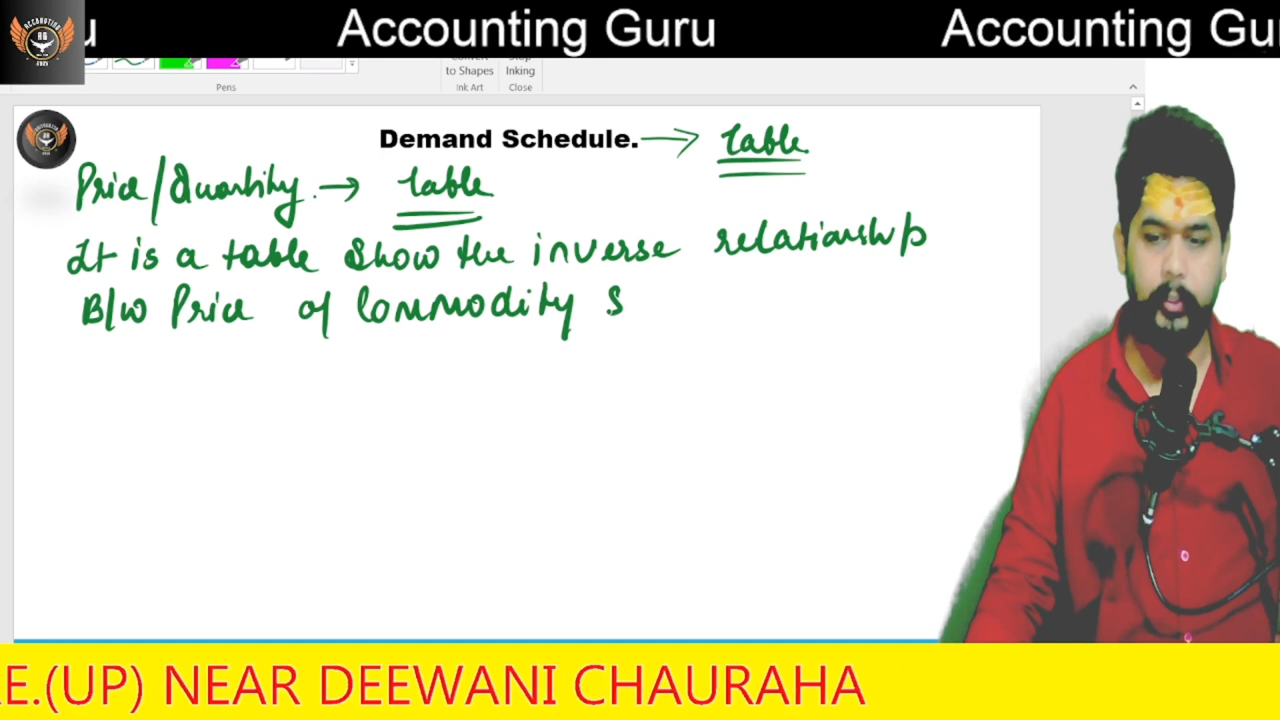 Accounting Guru
Accounting Gu
to Shapes
Inking
Pens
Ink Art
Close
Demand Schedule. → table
Price/Quantity. → table
It is a table show the inverse relationship
B/w Price of Commodity &
E.(UP) NEAR DEEWANI CHAURAHA